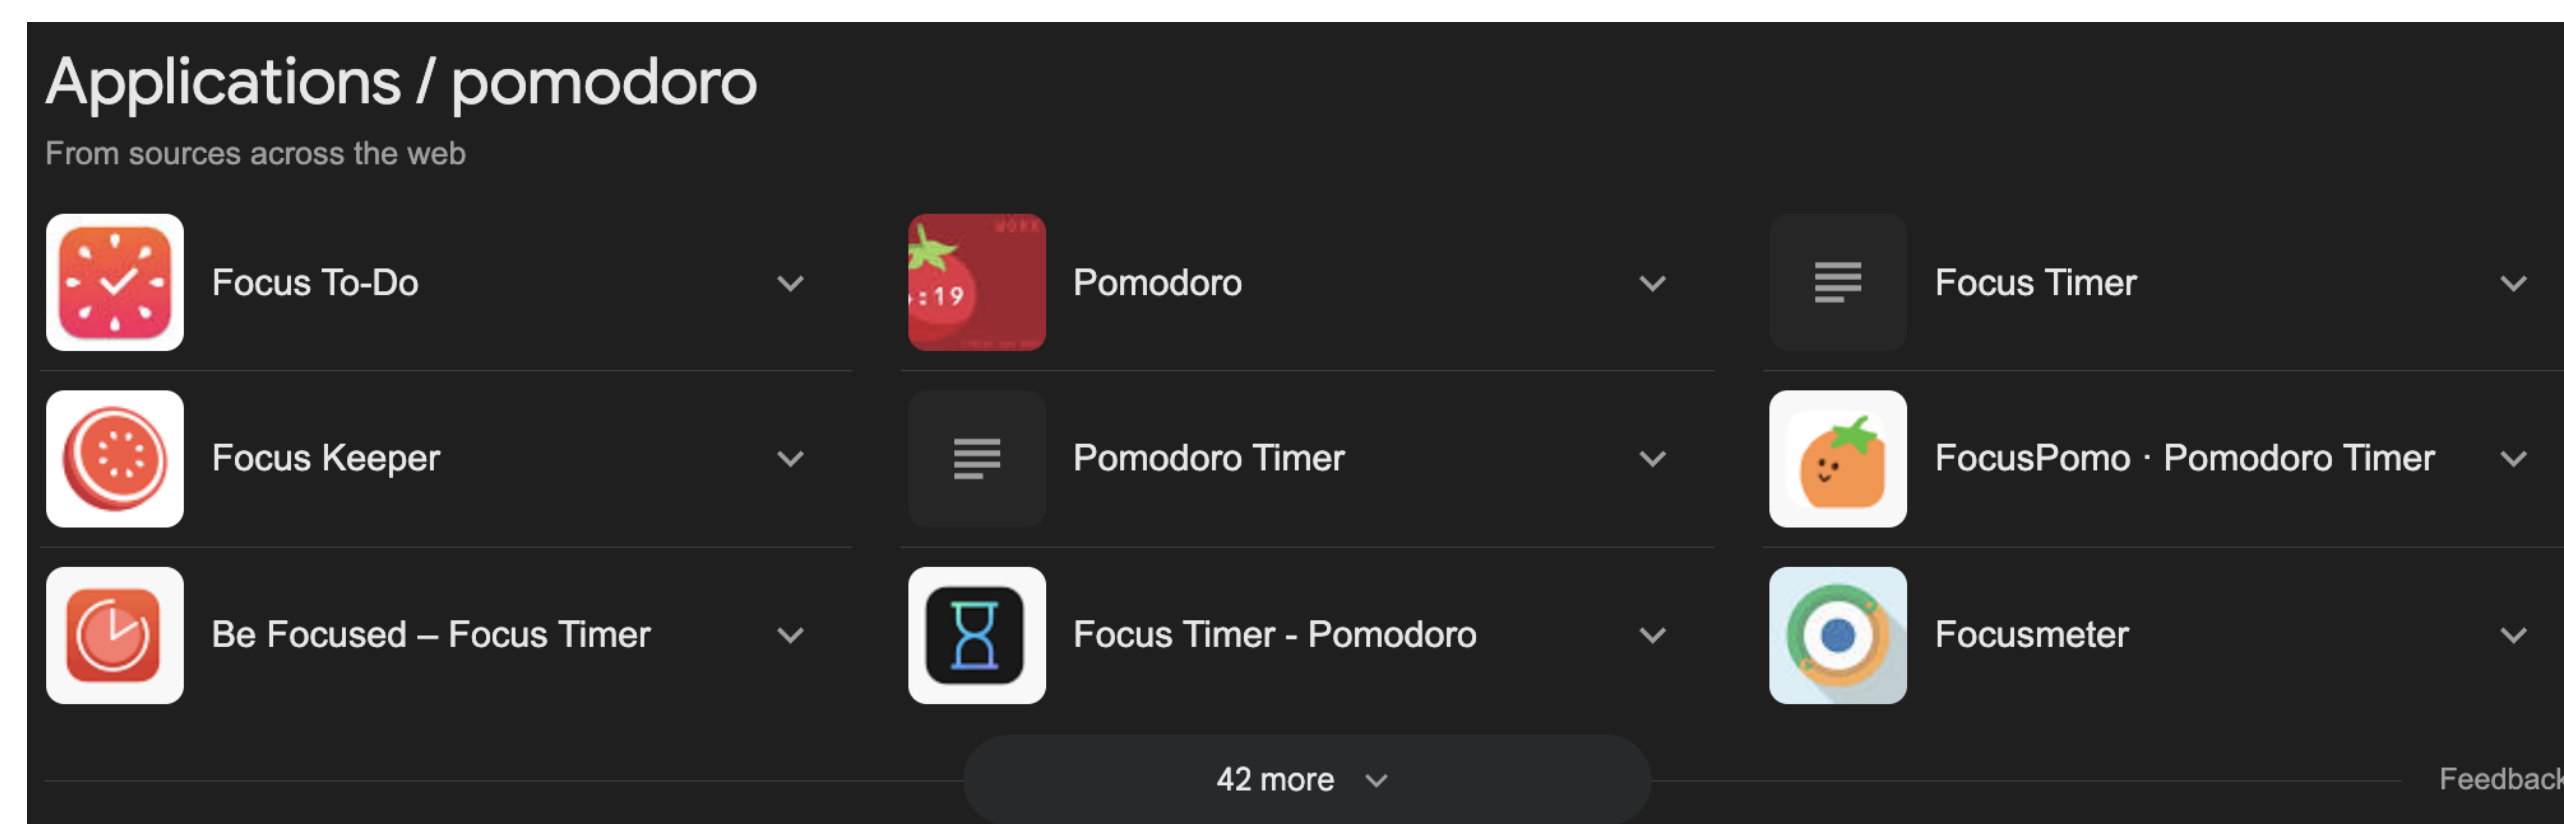 Applications / pomodoro
From sources across the web
Focus To-Do
Pomodoro
:19
Focus Timer
Focus Keeper
Pomodoro Timer
FocusPomo · Pomodoro Timer
Be Focused – Focus Timer
Focus Timer - Pomodoro
Focusmeter
42 more
Feedback